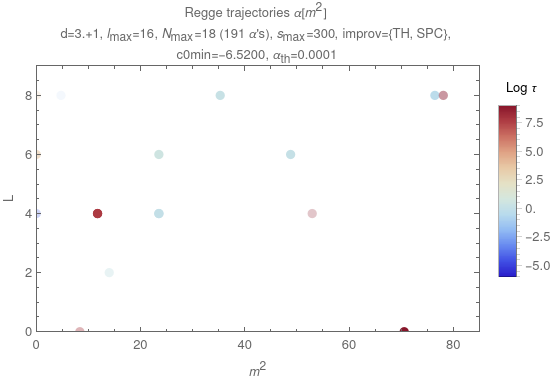 Regge trajectories α[m²]
d=3.+1, lmax=16, Nmax=18 (191 α's), smax=300, improv={TH, SPC},
c0min=−6.5200, αth=0.0001
Log τ
8
7.5
6
5.0
L
2.5
4
0.
2
−2.5
−5.0
0
0
20
40
60
80
m²